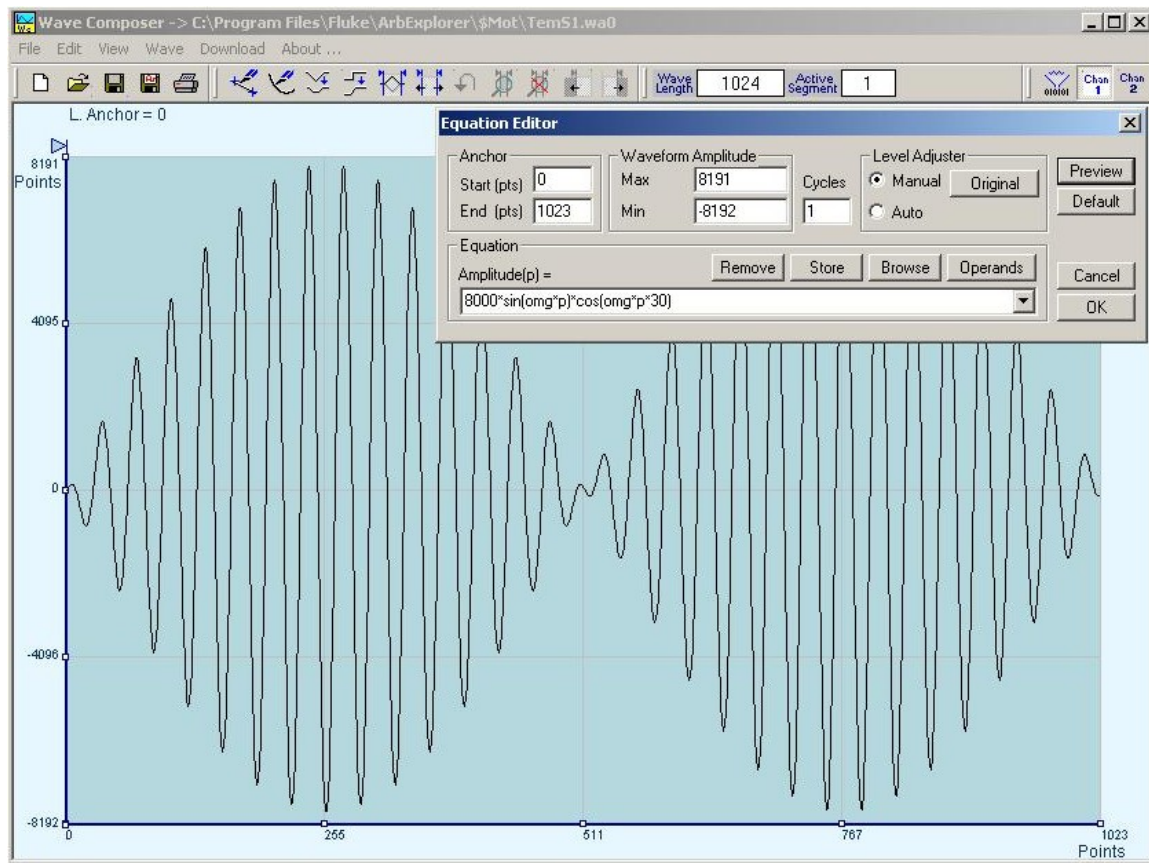 Wave Composer -> C:\Program Files\Fluke\ArbExplorer\$Mot\TemS1.wa0
File Edit View Wave Download About ...
Wave Length 1024 Active Segment 1 010101 Chan 1 Chan 2
L. Anchor = 0
Equation Editor
Anchor
Start (pts) 0
End (pts) 1023
Waveform Amplitude
Max 8191
Min -8192
Cycles
1
Level Adjuster
Manual Original
Auto
Preview
Default
Equation
Amplitude(p) = Remove Store Browse Operands
8000*sin(omg*p)*cos(omg*p*30)
Cancel
OK
8191
Points
4095
0
-4096
-8192
0 255 511 767 1023
Points